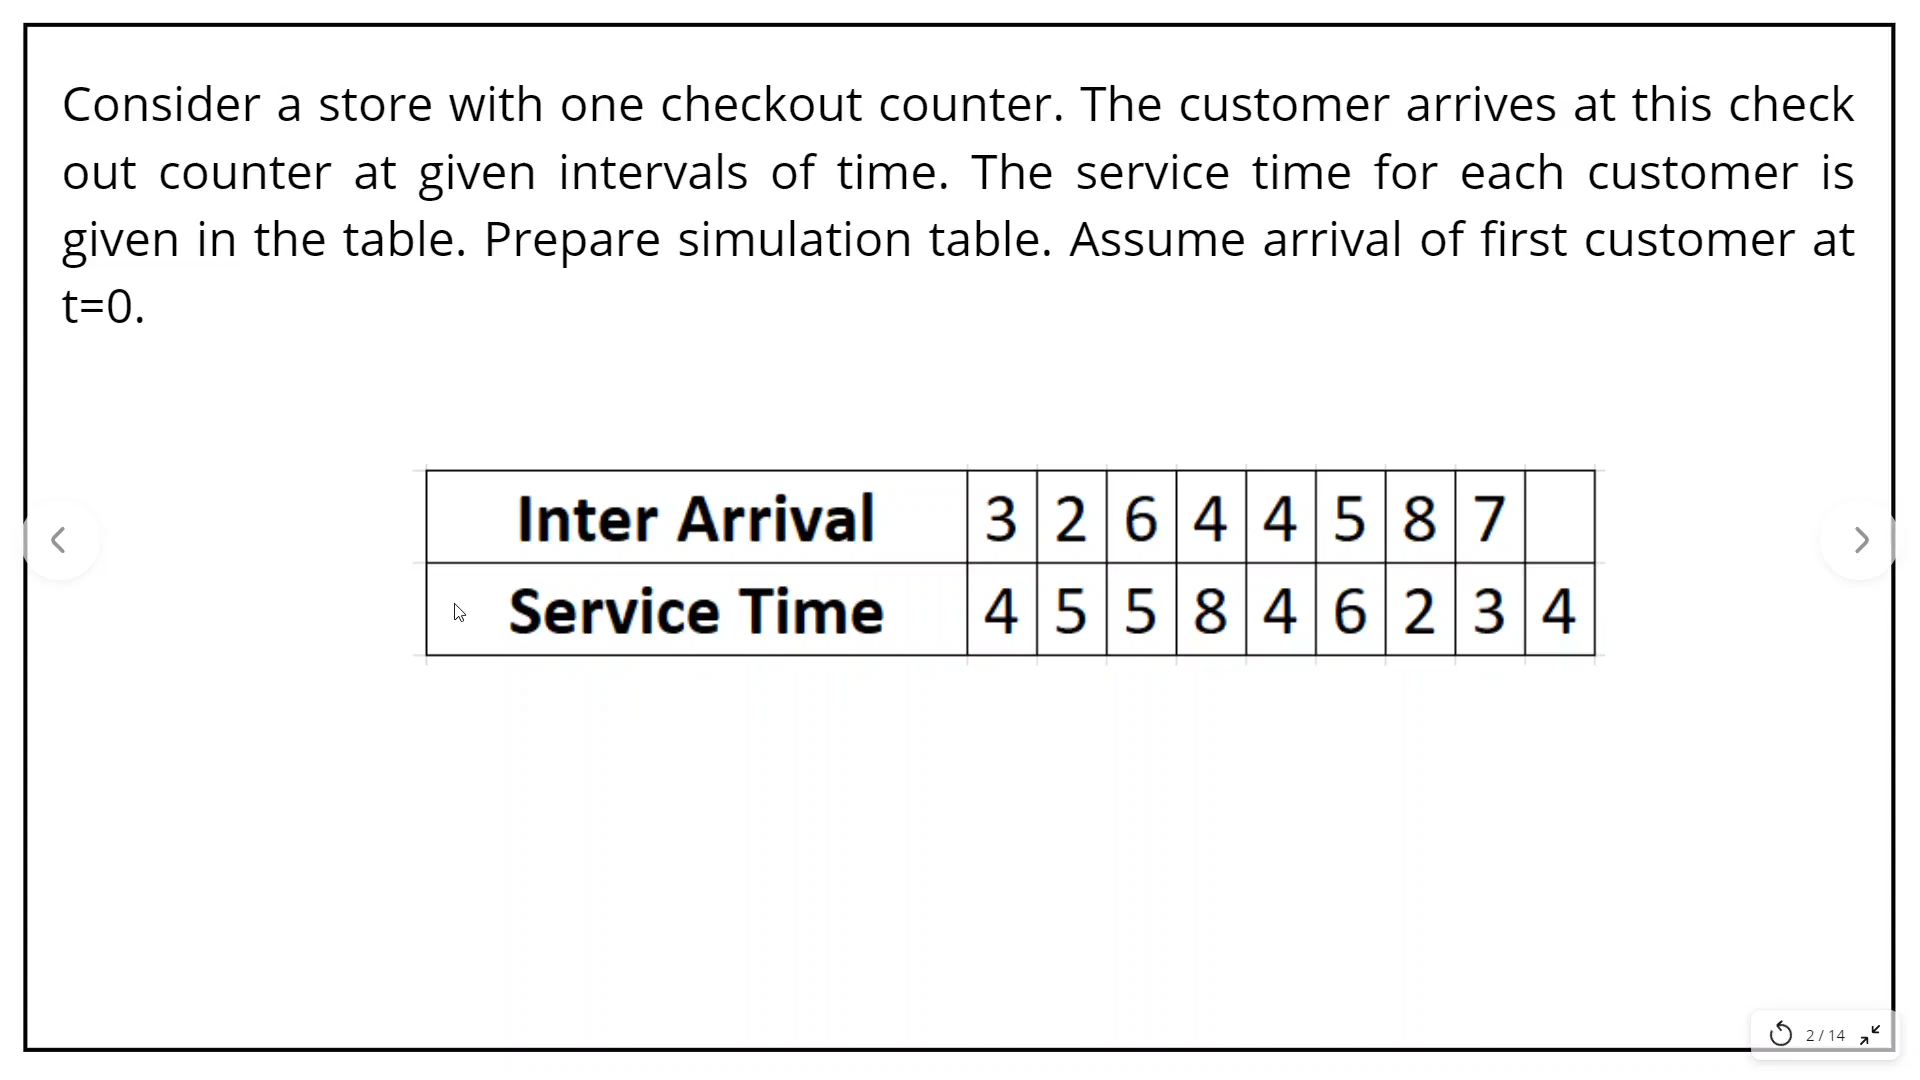 Consider a store with one checkout counter. The customer arrives at this check
out counter at given intervals of time. The service time for each customer is
given in the table. Prepare simulation table. Assume arrival of first customer at
t=0.
Inter Arrival 3 2 6 4 4 5 8 7
Service Time 4 5 5 8 4 6 2 3 4
2 / 14